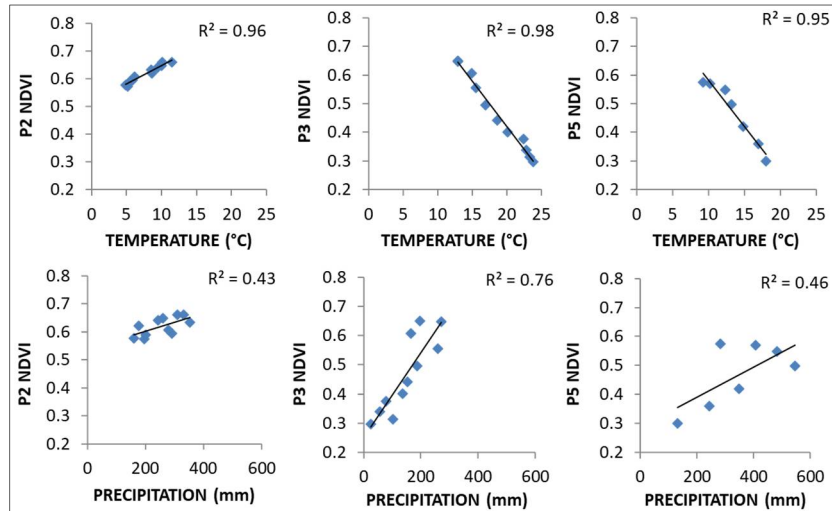 R² = 0.96
P2 NDVI
0.8
0.7
0.6
0.5
0.4
0.3
0.2
0 5 10 15 20 25
TEMPERATURE (°C)
R² = 0.98
P3 NDVI
0.8
0.7
0.6
0.5
0.4
0.3
0.2
0 5 10 15 20 25
TEMPERATURE (°C)
R² = 0.95
P5 NDVI
0.8
0.7
0.6
0.5
0.4
0.3
0.2
0 5 10 15 20 25
TEMPERATURE (°C)
R² = 0.43
P2 NDVI
0.8
0.7
0.6
0.5
0.4
0.3
0.2
0 200 400 600
PRECIPITATION (mm)
R² = 0.76
P3 NDVI
0.8
0.7
0.6
0.5
0.4
0.3
0.2
0 200 400 600
PRECIPITATION (mm)
R² = 0.46
P5 NDVI
0.8
0.7
0.6
0.5
0.4
0.3
0.2
0 200 400 600
PRECIPITATION (mm)